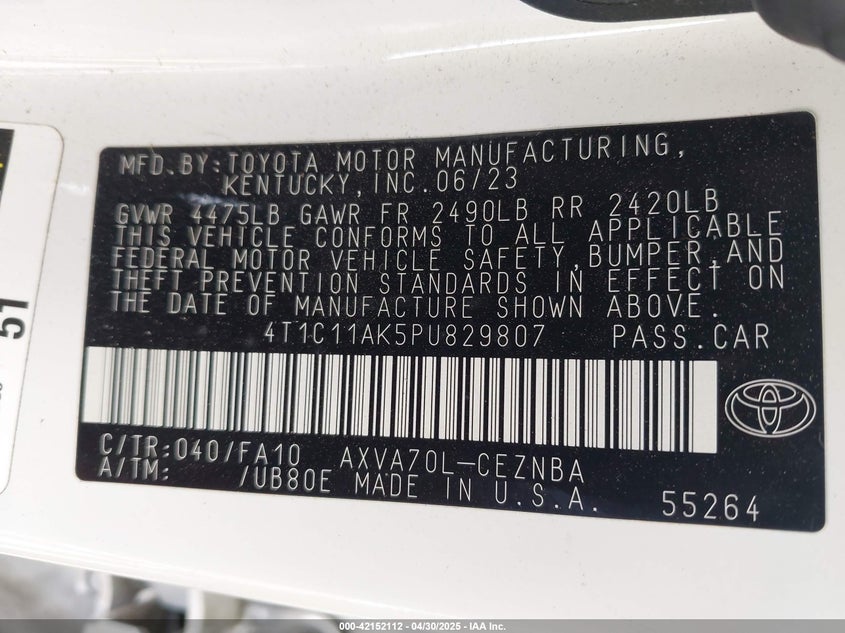 MFD.BY:TOYOTA MOTOR MANUFACTURING,
KENTUCKY,INC.06/23
GVWR 4475LB GAWR FR 2490LB RR 2420LB
THIS VEHICLE CONFORMS TO ALL APPLICABLE
FEDERAL MOTOR VEHICLE SAFETY,BUMPER,AND
THEFT PREVENTION STANDARDS IN EFFECT ON
THE DATE OF MANUFACTURE SHOWN ABOVE.
4T1C11AK5PU829807 PASS.CAR
C/TR:040/FA10 AXVA70L-CEZNBA
A/TM: /UB80E MADE IN U.S.A.
55264
51
000-42152112 - 04/30/2025 - IAA Inc.